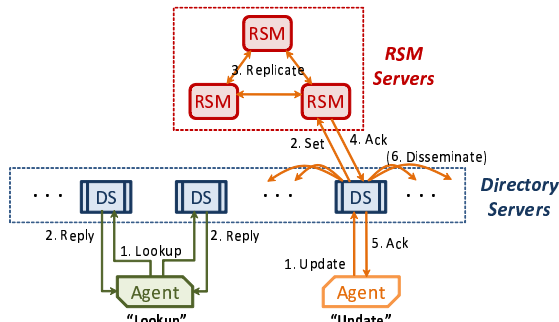 RSM
RSM
Servers
3. Replicate
RSM
RSM
4. Ack
2. Set
(6. Disseminate)
. . .
DS
DS
. . .
DS
. . .
Directory
Servers
2. Reply
1. Lookup
2. Reply
5. Ack
1. Update
Agent
Agent
“Lookup”
“Update”